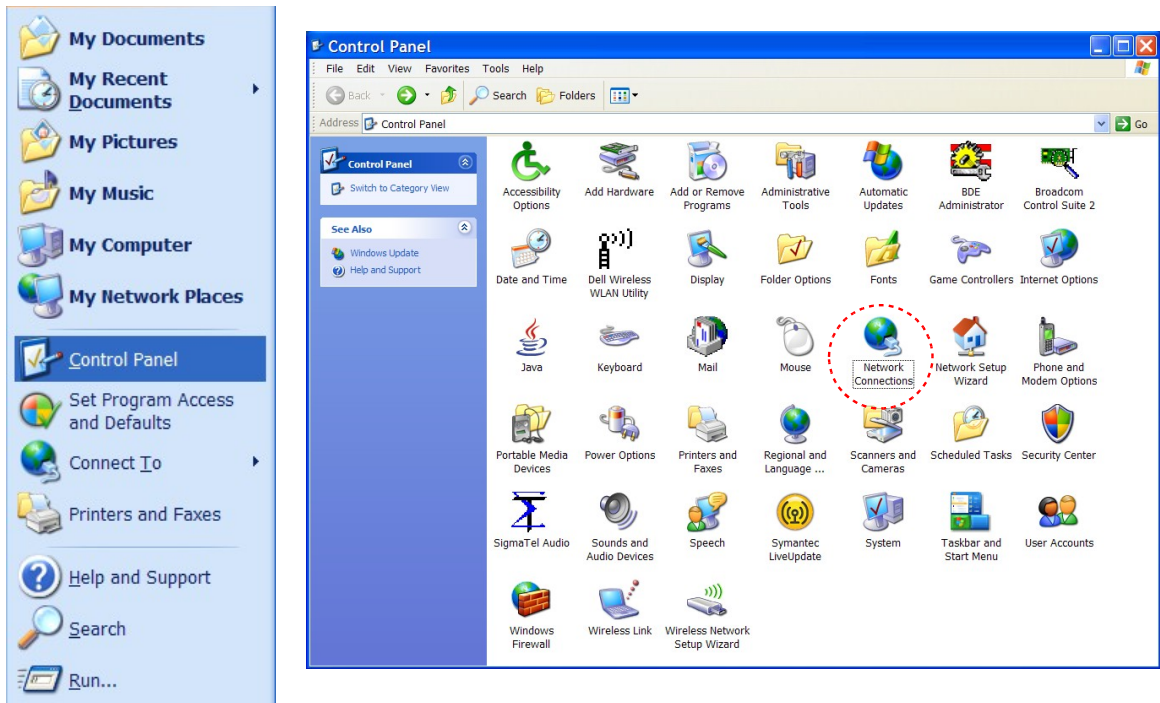 My Documents
My Recent
Documents
My Pictures
My Music
My Computer
My Network Places
Control Panel
Set Program Access
and Defaults
Connect To
Printers and Faxes
Help and Support
Search
Run...
Control Panel
File Edit View Favorites Tools Help
Back Search Folders
Address Control Panel Go
Control Panel
Switch to Category View
See Also
Windows Update
Help and Support
Accessibility
Options
Add Hardware
Add or Remove
Programs
Administrative
Tools
Automatic
Updates
BDE
Administrator
Broadcom
Control Suite 2
Date and Time
Dell Wireless
WLAN Utility
Display
Folder Options
Fonts
Game Controllers
Internet Options
Java
Keyboard
Mail
Mouse
Network
Connections
Network Setup
Wizard
Phone and
Modem Options
Portable Media
Devices
Power Options
Printers and
Faxes
Regional and
Language ...
Scanners and
Cameras
Scheduled Tasks
Security Center
SigmaTel Audio
Sounds and
Audio Devices
Speech
Symantec
LiveUpdate
System
Taskbar and
Start Menu
User Accounts
Windows
Firewall
Wireless Link
Wireless Network
Setup Wizard